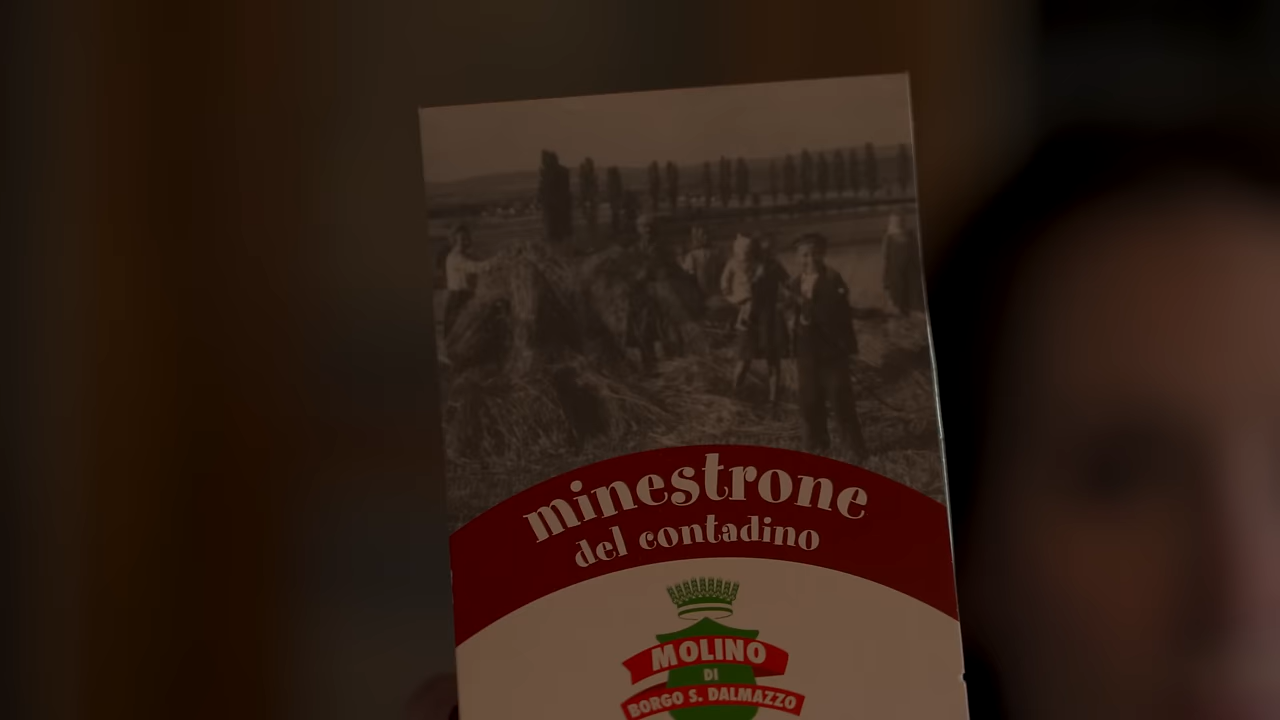 minestrone
del contadino
MOLINO
DI
BORGO S. DALMAZZO